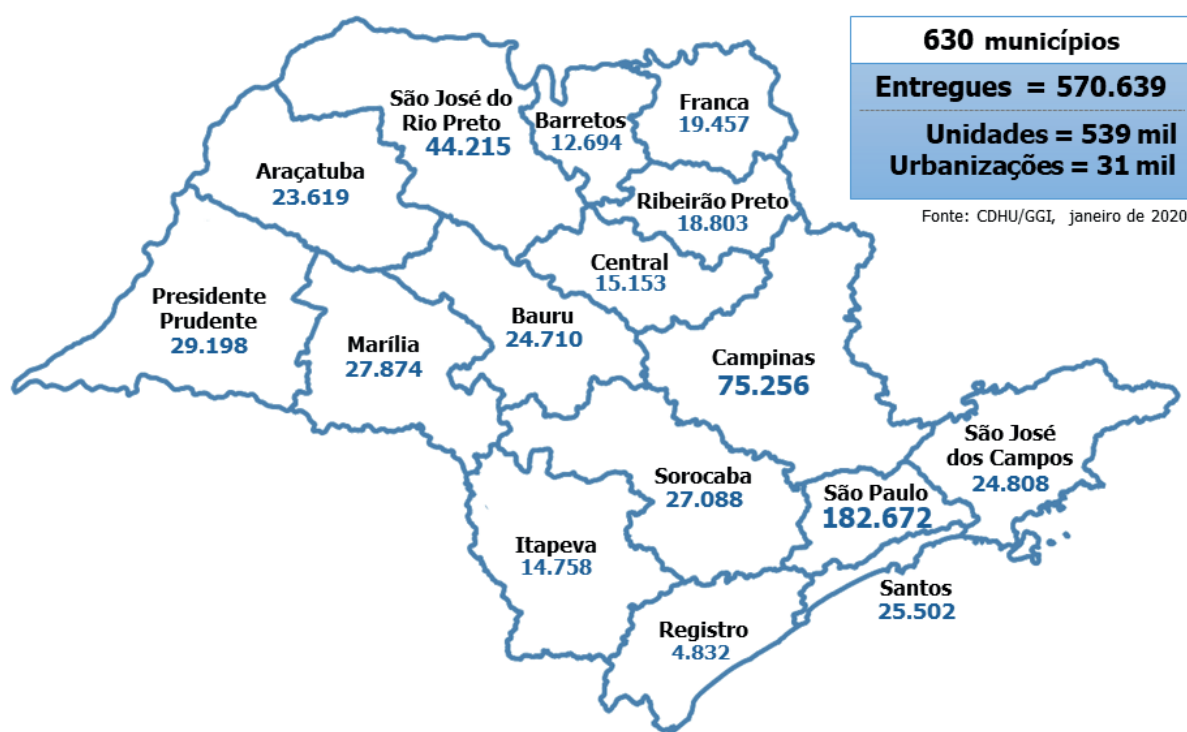 630 municípios
Entregues = 570.639
Unidades = 539 mil
Urbanizações = 31 mil
Fonte: CDHU/GGI, janeiro de 2020
São José do
Rio Preto
44.215
Barretos
12.694
Franca
19.457
Araçatuba
23.619
Ribeirão Preto
18.803
Central
15.153
Presidente
Prudente
29.198
Marília
27.874
Bauru
24.710
Campinas
75.256
São José
dos Campos
24.808
Sorocaba
27.088
São Paulo
182.672
Itapeva
14.758
Santos
25.502
Registro
4.832